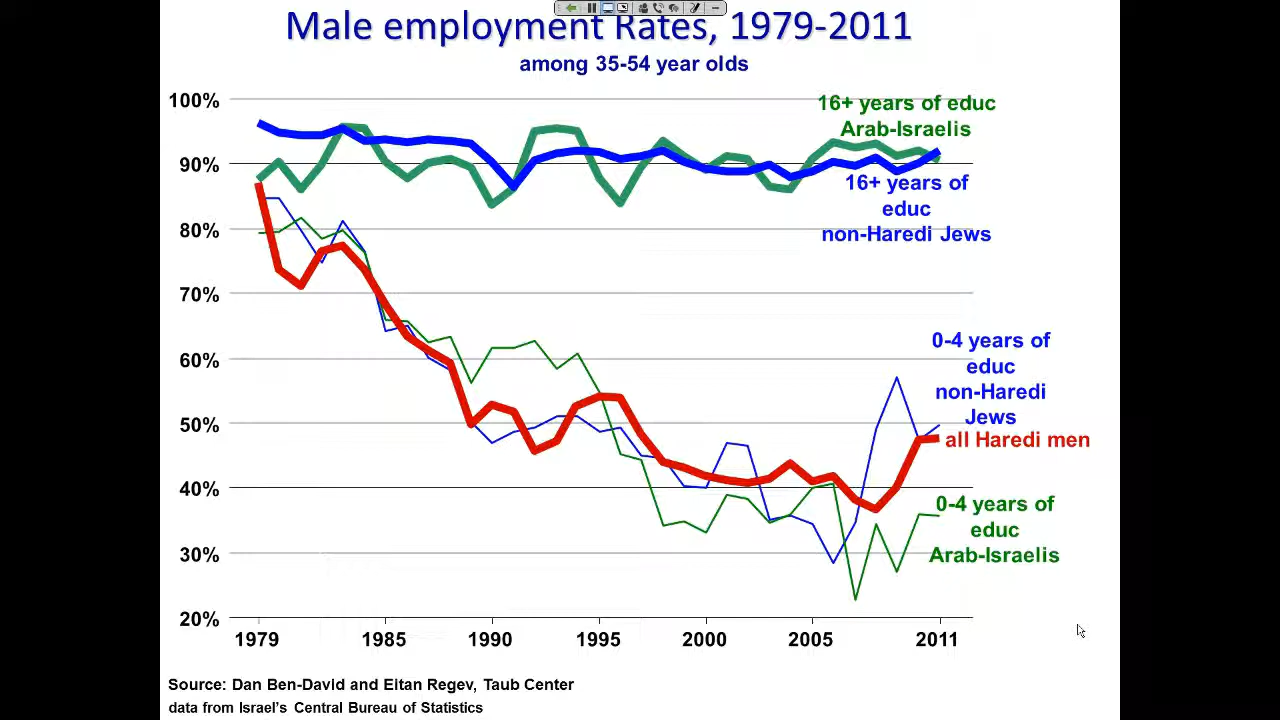 Male employment Rates, 1979-2011
among 35-54 year olds
100%
90%
80%
70%
60%
50%
40%
30%
20%
16+ years of educ
Arab-Israelis
16+ years of
educ
non-Haredi Jews
0-4 years of
educ
non-Haredi
Jews
all Haredi men
0-4 years of
educ
Arab-Israelis
1979 1985 1990 1995 2000 2005 2011
Source: Dan Ben-David and Eitan Regev, Taub Center
data from Israel's Central Bureau of Statistics